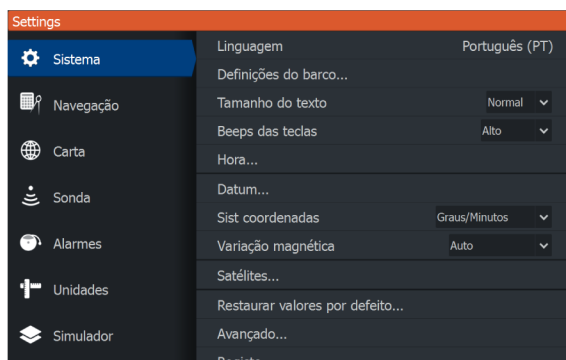 Settings
Sistema
Navegação
Carta
Sonda
Alarmes
Unidades
Simulador
Linguagem Português (PT)
Definições do barco...
Tamanho do texto Normal
Beeps das teclas Alto
Hora...
Datum...
Sist coordenadas Graus/Minutos
Variação magnética Auto
Satélites...
Restaurar valores por defeito...
Avançado...